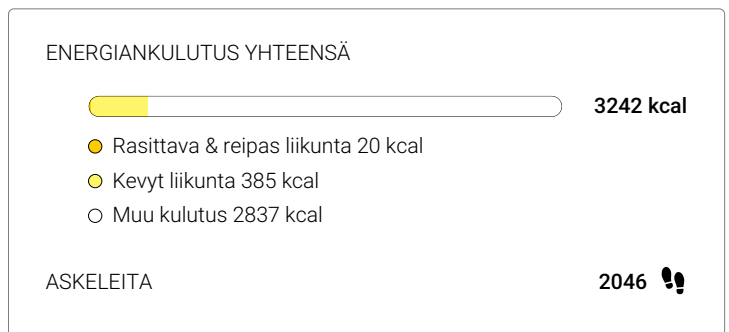 ENERGIANKULUTUS YHTEENSÄ
3242 kcal
Rasittava & reipas liikunta 20 kcal
Kevyt liikunta 385 kcal
Muu kulutus 2837 kcal
ASKELEITA 2046